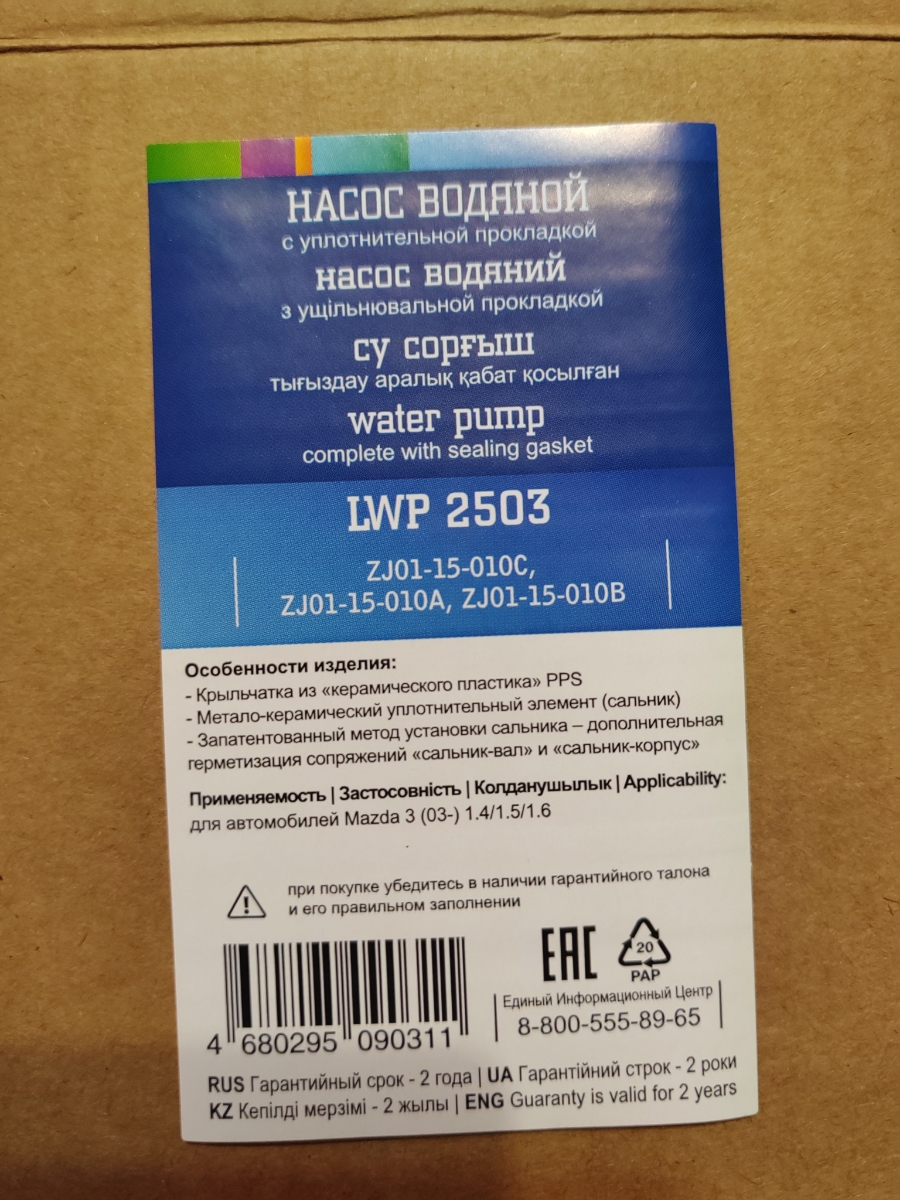 НАСОС ВОДЯНОЙ
с уплотнительной прокладкой
насос водяний
з ущільнювальной прокладкой
су сорғыш
тығыздау аралық қабат қосылған
water pump
complete with sealing gasket
LWP 2503
ZJ01-15-010C,
ZJ01-15-010A, ZJ01-15-010B
Особенности изделия:
- Крыльчатка из «керамического пластика» PPS
- Метало-керамический уплотнительный элемент (сальник)
- Запатентованный метод установки сальника – дополнительная
герметизация сопряжений «сальник-вал» и «сальник-корпус»
Применяемость | Застосовність | Колданушылык | Applicability:
для автомобилей Mazda 3 (03-) 1.4/1.5/1.6
при покупке убедитесь в наличии гарантийного талона
и его правильном заполнении
EAC
20
PAP
Единый Информационный Центр
8-800-555-89-65
4 680295 090311
RUS Гарантийный срок - 2 года | UA Гарантійний строк - 2 роки
KZ Кепілді мерзімі - 2 жылы | ENG Guaranty is valid for 2 years